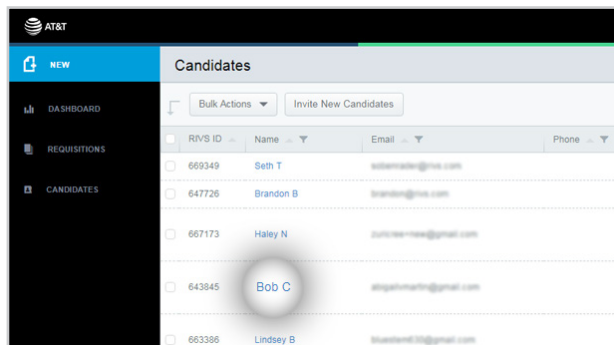 AT&T
NEW
Candidates
DASHBOARD
REQUISITIONS
CANDIDATES
Bulk Actions Invite New Candidates
RIVS ID Name Email Phone
669349 Seth T
647726 Brandon B
667173 Haley N
643845 Bob C
663386 Lindsey B